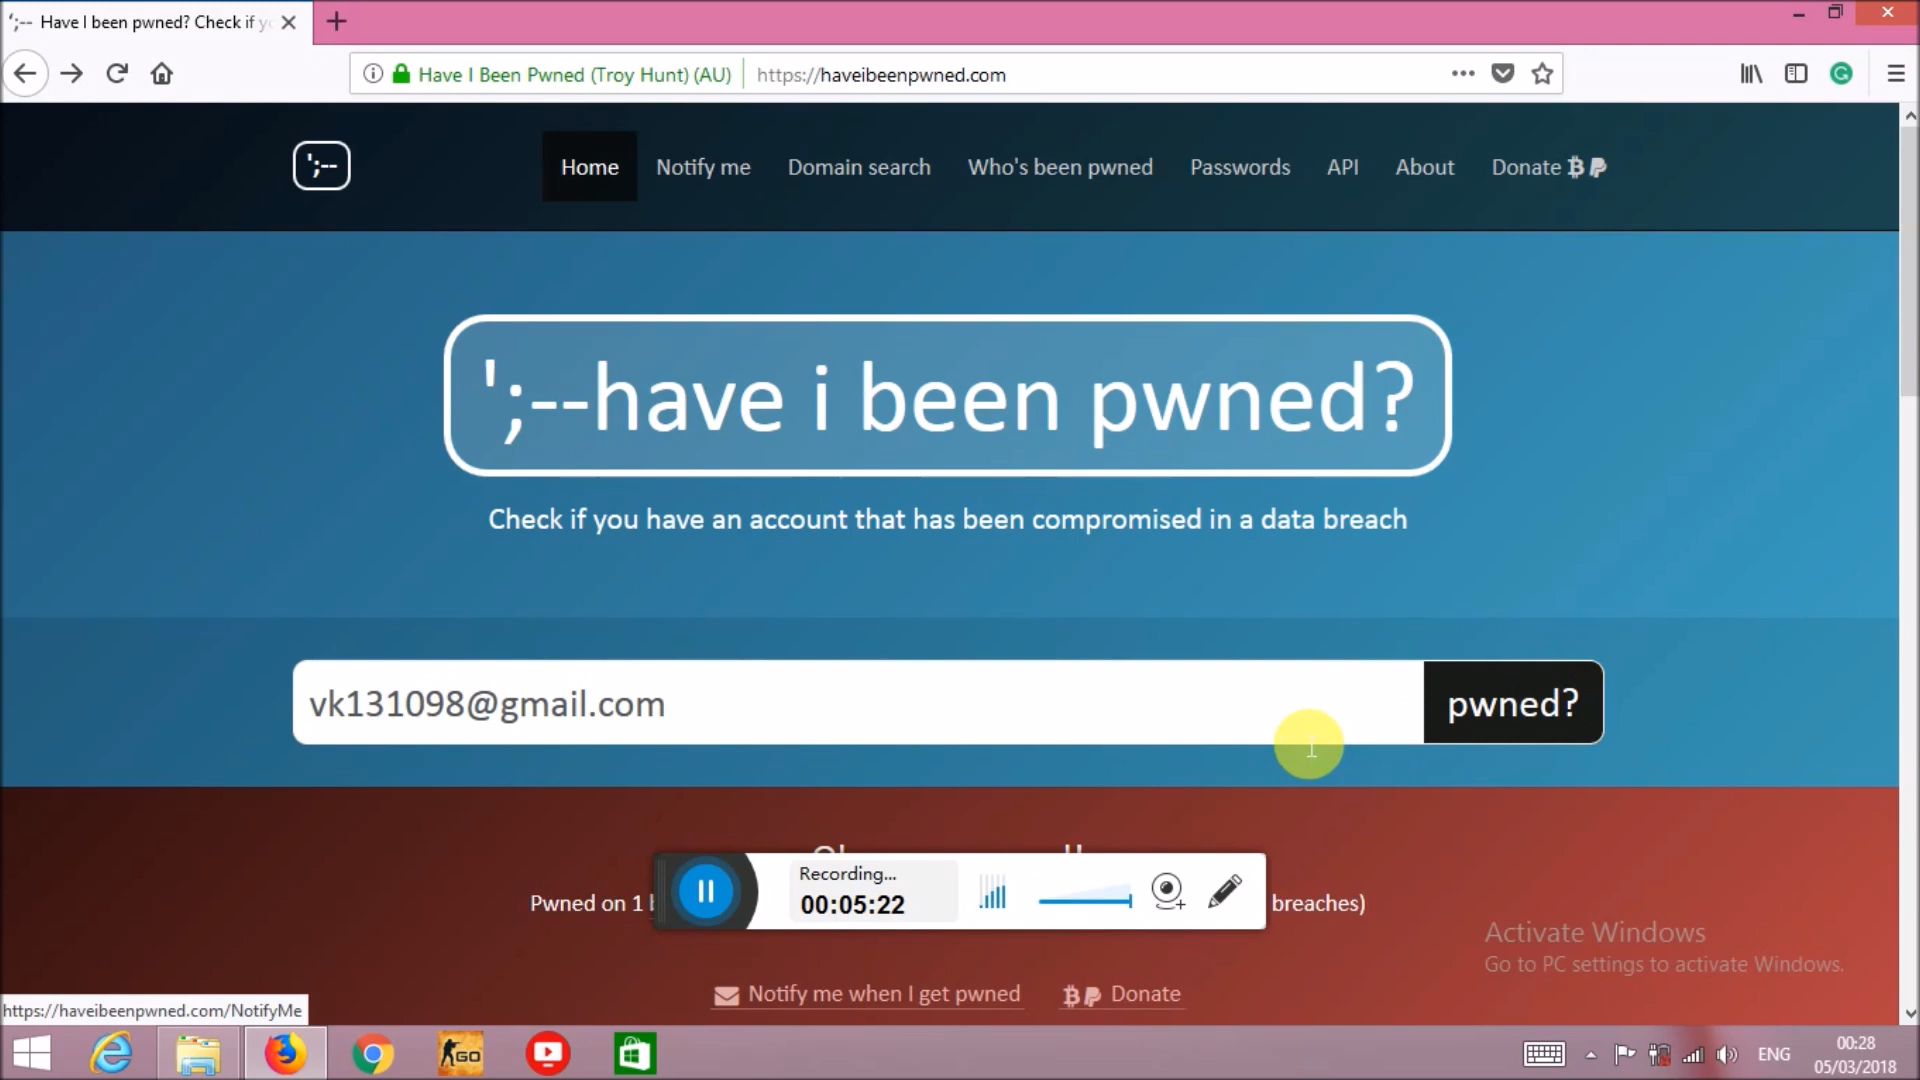 ';-- Have I been pwned? Check if yo
Have I Been Pwned (Troy Hunt) (AU)
https://haveibeenpwned.com
';--
Home
Notify me
Domain search
Who's been pwned
Passwords
API
About
Donate
';--have i been pwned?
Check if you have an account that has been compromised in a data breach
vk131098@gmail.com
pwned?
Pwned on 1
breaches)
Recording...
00:05:22
Activate Windows
Go to PC settings to activate Windows.
Notify me when I get pwned
Donate
https://haveibeenpwned.com/NotifyMe
GO
ENG
00:28
05/03/2018